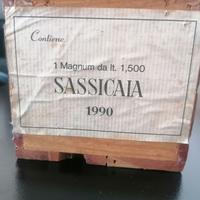 Contiene
1 Magnum da lt. 1,500
SASSICAIA
1990